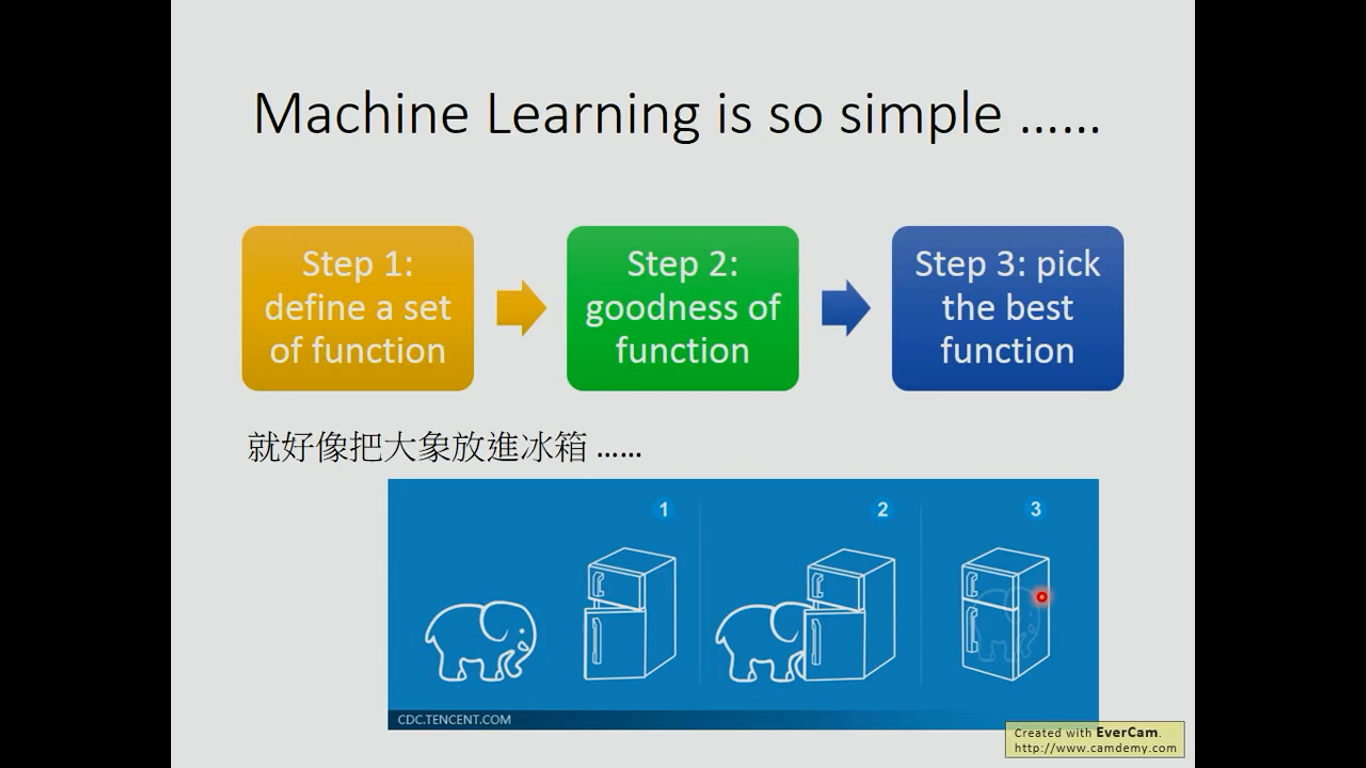 Machine Learning is so simple ……
Step 1:
define a set
of function
Step 2:
goodness of
function
Step 3: pick
the best
function
就好像把大象放進冰箱 ……
1
2
3
CDC.TENCENT.COM
Created with EverCam.
http://www.camdemy.com